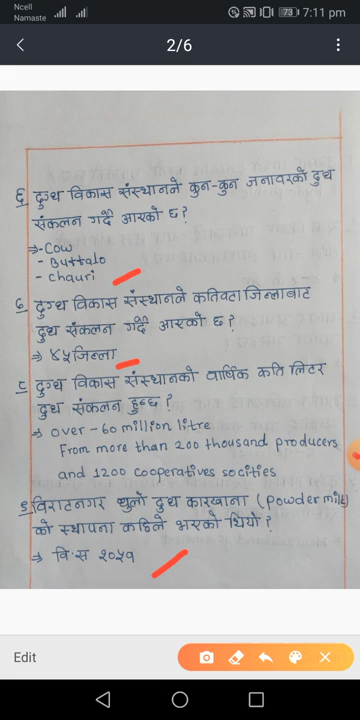 Ncell
Namaste
73
7:11 pm
2/6
६ दुग्ध विकास संस्थानले कुन-कुन जनावरको दुध
संकलन गर्दै आएको छ?
⇒ - Cow
- Buttalo
- Chauri
७ दुग्ध विकास संस्थानले कतिवटा जिल्लाबाट
दुध संकलन गर्दै आएको छ?
⇒ ४५ जिल्ला
८ दुग्ध विकास संस्थानको वार्षिक कति लिटर
दुध संकलन हुन्छ?
⇒ over - 60 million litre
From more than 200 thousand producers
and 1200 cooperatives socities
९ विराटनगर धुलो दुध कारखाना (Powder milk)
को स्थापना कहिले भएको थियो?
⇒ वि.स २०५१
Edit